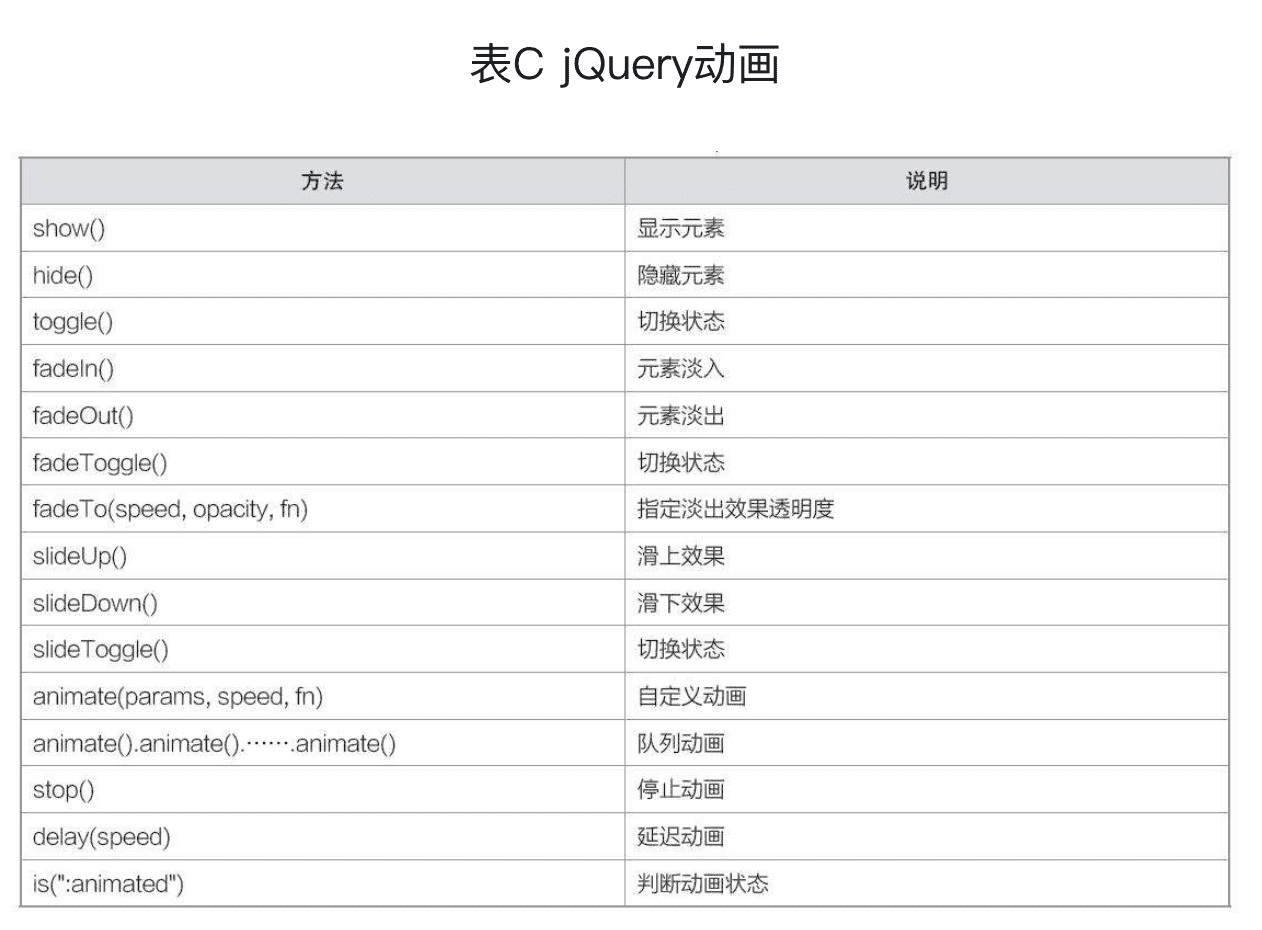 表C jQuery动画
方法 说明
show() 显示元素
hide() 隐藏元素
toggle() 切换状态
fadeIn() 元素淡入
fadeOut() 元素淡出
fadeToggle() 切换状态
fadeTo(speed, opacity, fn) 指定淡出效果透明度
slideUp() 滑上效果
slideDown() 滑下效果
slideToggle() 切换状态
animate(params, speed, fn) 自定义动画
animate().animate().⋯⋯.animate() 队列动画
stop() 停止动画
delay(speed) 延迟动画
is(":animated") 判断动画状态